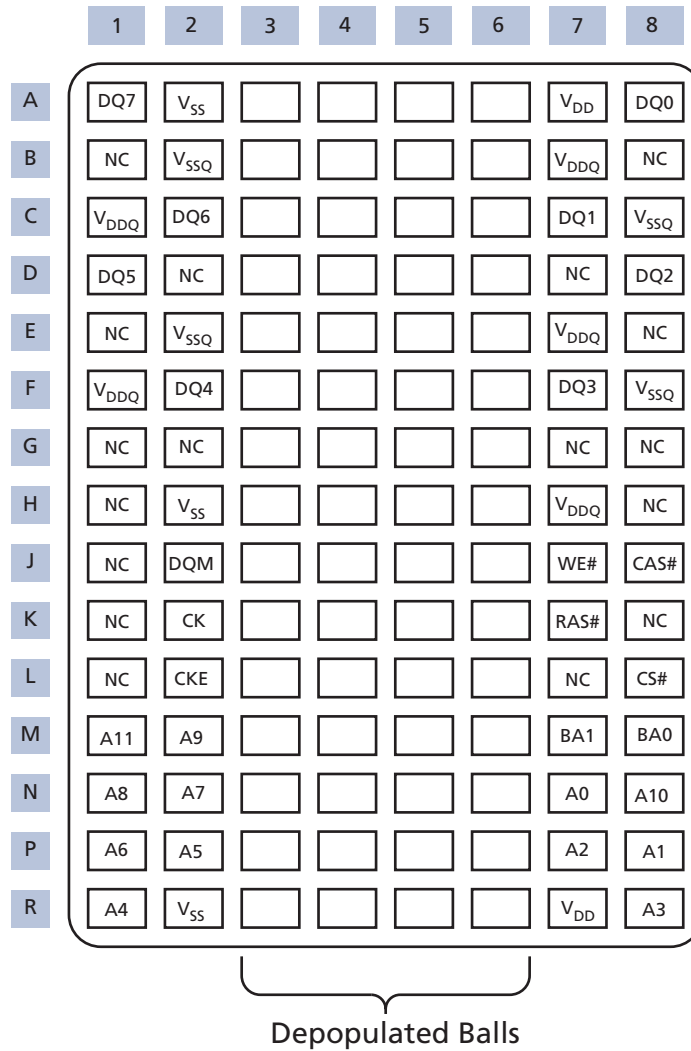 1 2 3 4 5 6 7 8
A DQ7 VSS VDD DQ0
B NC VSSQ VDDQ NC
C VDDQ DQ6 DQ1 VSSQ
D DQ5 NC NC DQ2
E NC VSSQ VDDQ NC
F VDDQ DQ4 DQ3 VSSQ
G NC NC NC NC
H NC VSS VDDQ NC
J NC DQM WE# CAS#
K NC CK RAS# NC
L NC CKE NC CS#
M A11 A9 BA1 BA0
N A8 A7 A0 A10
P A6 A5 A2 A1
R A4 VSS VDD A3
Depopulated Balls